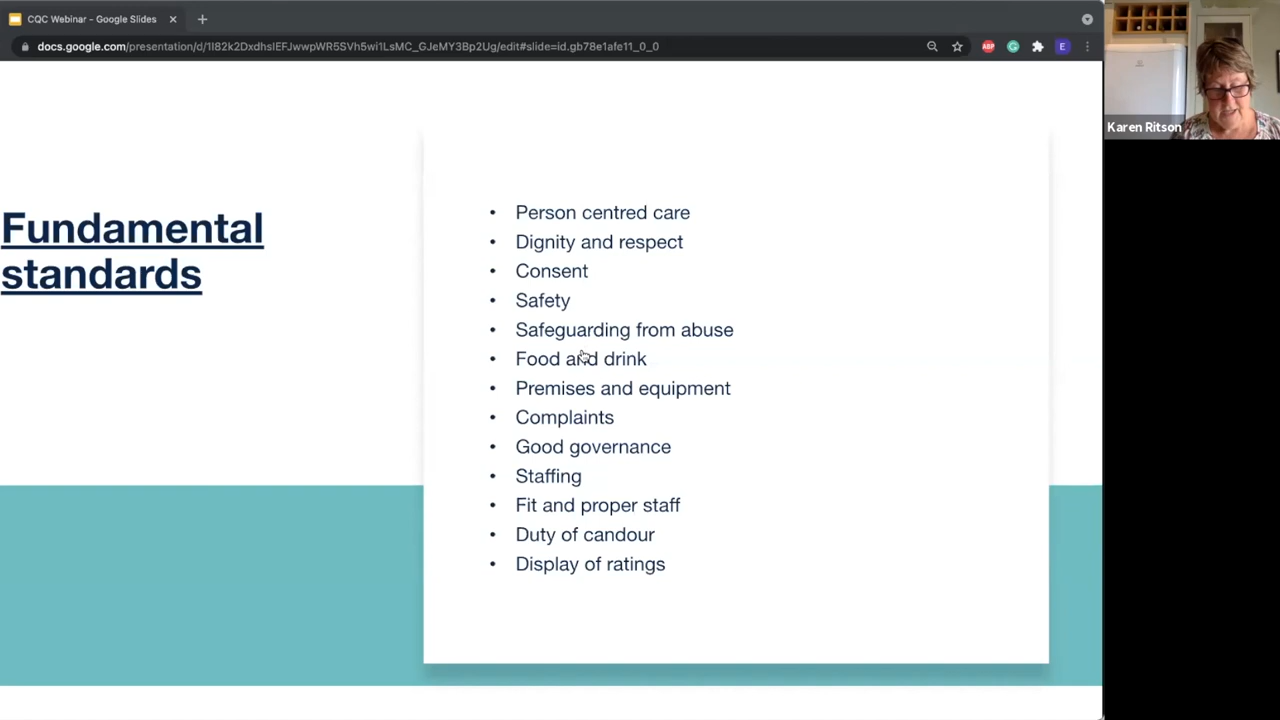 CQC Webinar - Google Slides
docs.google.com/presentation/d/1I82k2DxdhsIEFJwwpWR5SVh5wi1LsMC_GJeMY3Bp2Ug/edit#slide=id.gb78e1afe11_0_0
ABP
E
Karen Ritson
Fundamental
standards
• Person centred care
• Dignity and respect
• Consent
• Safety
• Safeguarding from abuse
• Food and drink
• Premises and equipment
• Complaints
• Good governance
• Staffing
• Fit and proper staff
• Duty of candour
• Display of ratings